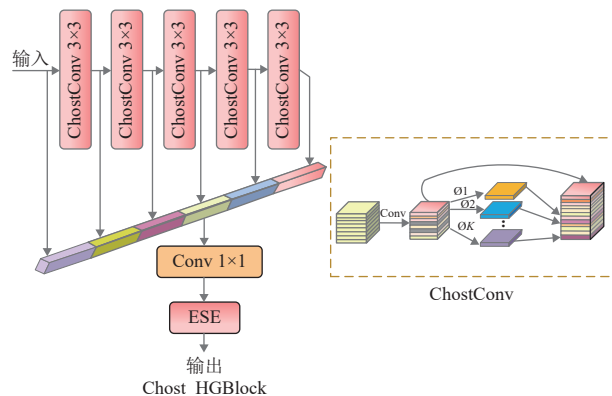 输入
ChostConv 3×3
ChostConv 3×3
ChostConv 3×3
ChostConv 3×3
ChostConv 3×3
Conv 1×1
ESE
输出
Chost HGBlock
Conv
Ø1
Ø2
ØK
ChostConv